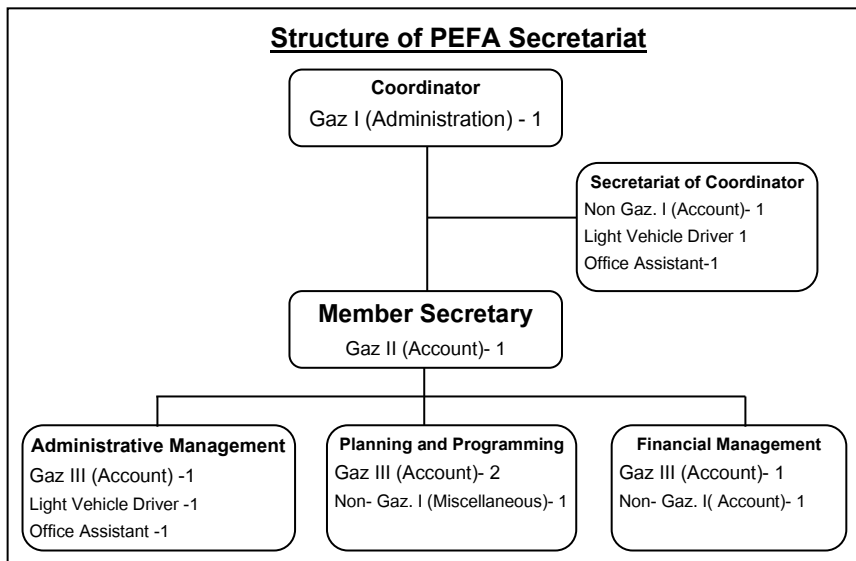 Structure of PEFA Secretariat
Coordinator
Gaz I (Administration) - 1
Secretariat of Coordinator
Non Gaz. I (Account)- 1
Light Vehicle Driver 1
Office Assistant-1
Member Secretary
Gaz II (Account)- 1
Administrative Management
Gaz III (Account) -1
Light Vehicle Driver -1
Office Assistant -1
Planning and Programming
Gaz III (Account)- 2
Non- Gaz. I (Miscellaneous)- 1
Financial Management
Gaz III (Account)- 1
Non- Gaz. I( Account)- 1